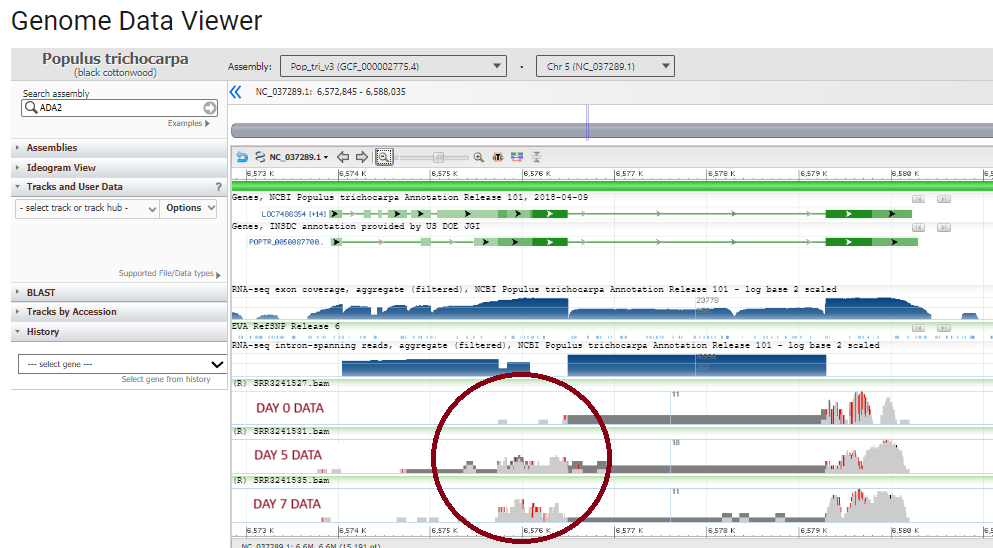 Genome Data Viewer
Populus trichocarpa
(black cottonwood)
Assembly: Pop_tri_v3 (GCF_000002775.4) - Chr 5 (NC_037289.1)
Search assembly
ADA2
Examples
NC_037289.1: 6,572,845 - 6,588,035
Assemblies
Ideogram View
Tracks and User Data ?
- select track or track hub - Options
Supported File/Data types
BLAST
Tracks by Accession
History
--- select gene ---
Select gene from history
NC_037289.1
6,573 K 6,574 K 6,575 K 6,576 K 6,577 K 6,578 K 6,579 K 6,580 K 6,5
Genes, NCBI Populus trichocarpa Annotation Release 101, 2018-04-09
LOC7486354 [+14]
Genes, INSDC annotation provided by US DOE JGI
POPTR_005G087700..
RNA-seq exon coverage, aggregate (filtered), NCBI Populus trichocarpa Annotation Release 101 - log base 2 scaled
23770
EVA RefSNP Release 6
RNA-seq intron-spanning reads, aggregate (filtered), NCBI Populus trichocarpa Annotation Release 101 - log base 2 scaled
(R) SRR3241527.bam
DAY 0 DATA
11
(R) SRR3241531.bam
DAY 5 DATA
18
(R) SRR3241535.bam
DAY 7 DATA
11
6,573 K 6,574 K 6,575 K 6,576 K 6,577 K 6,578 K 6,579 K 6,580 K 6,5
NC_037289.1: 6.6M..6.6M (15,191 nt)